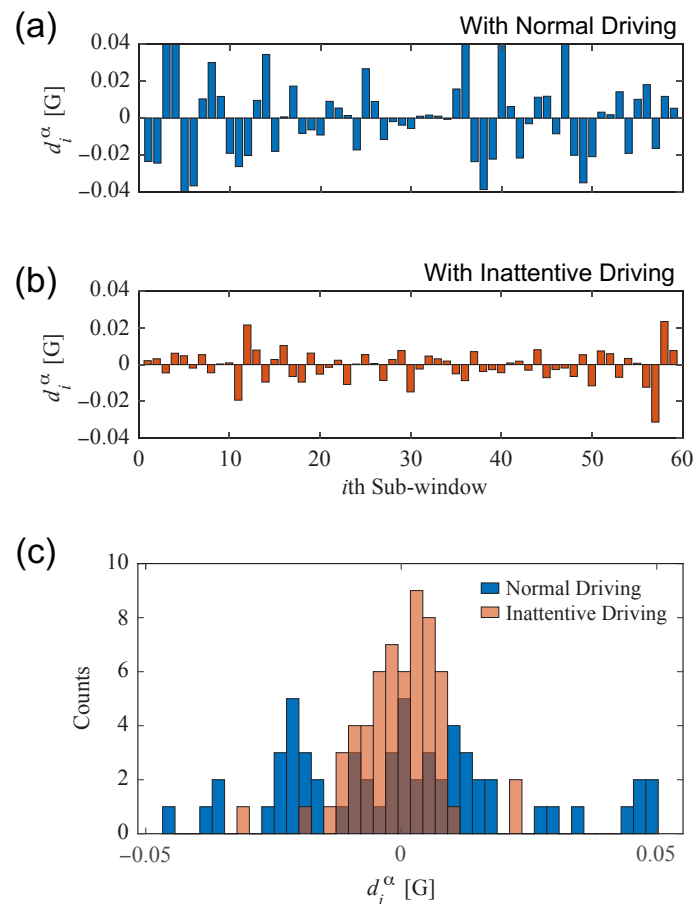 (a)
With Normal Driving
0.04
0.02
0
−0.02
−0.04
d_i^α [G]
(b)
With Inattentive Driving
0.04
0.02
0
−0.02
−0.04
d_i^α [G]
0 10 20 30 40 50 60
ith Sub-window
(c)
10
8
6
4
2
0
Counts
Normal Driving
Inattentive Driving
−0.05 0 0.05
d_i^α [G]